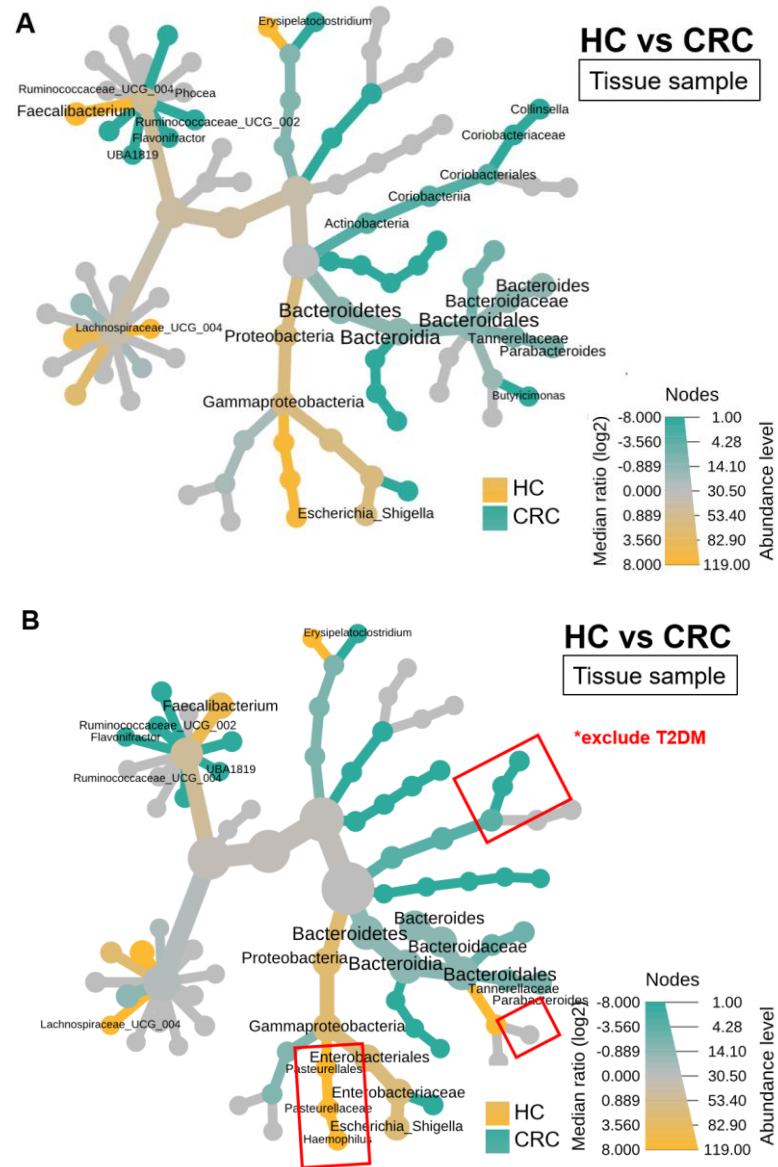 A
HC vs CRC
Tissue sample
Erysipelatoclostridium
Ruminococcaceae_UCG_004
Phocea
Faecalibacterium
Ruminococcaceae_UCG_002
Flavonifractor
UBA1819
Collinsella
Coriobacteriaceae
Coriobacteriales
Coriobacteriia
Actinobacteria
Bacteroides
Bacteroidaceae
Bacteroidetes
Bacteroidales
Proteobacteria
Bacteroidia
Tannerellaceae
Parabacteroides
Lachnospiraceae_UCG_004
Gammaproteobacteria
Butyricimonas
Escherichia_Shigella
HC
CRC
Nodes
Median ratio (log2)
Abundance level
-8.000 1.00
-3.560 4.28
-0.889 14.10
0.000 30.50
0.889 53.40
3.560 82.90
8.000 119.00
B
HC vs CRC
Tissue sample
*exclude T2DM
Erysipelatoclostridium
Faecalibacterium
Ruminococcaceae_UCG_002
Flavonifractor
UBA1819
Ruminococcaceae_UCG_004
Bacteroides
Bacteroidetes
Bacteroidaceae
Proteobacteria
Bacteroidia
Bacteroidales
Tannerellaceae
Parabacteroides
Lachnospiraceae_UCG_004
Gammaproteobacteria
Enterobacteriales
Pasteurellales
Enterobacteriaceae
Pasteurellaceae
Escherichia_Shigella
Haemophilus
HC
CRC
Nodes
Median ratio (log2)
Abundance level
-8.000 1.00
-3.560 4.28
-0.889 14.10
0.000 30.50
0.889 53.40
3.560 82.90
8.000 119.00